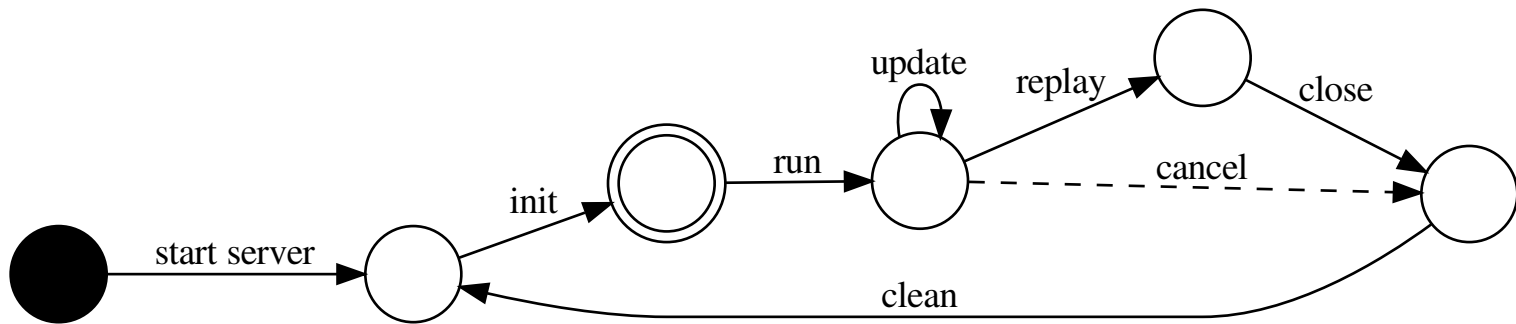 start server
init
run
update
replay
close
cancel
clean